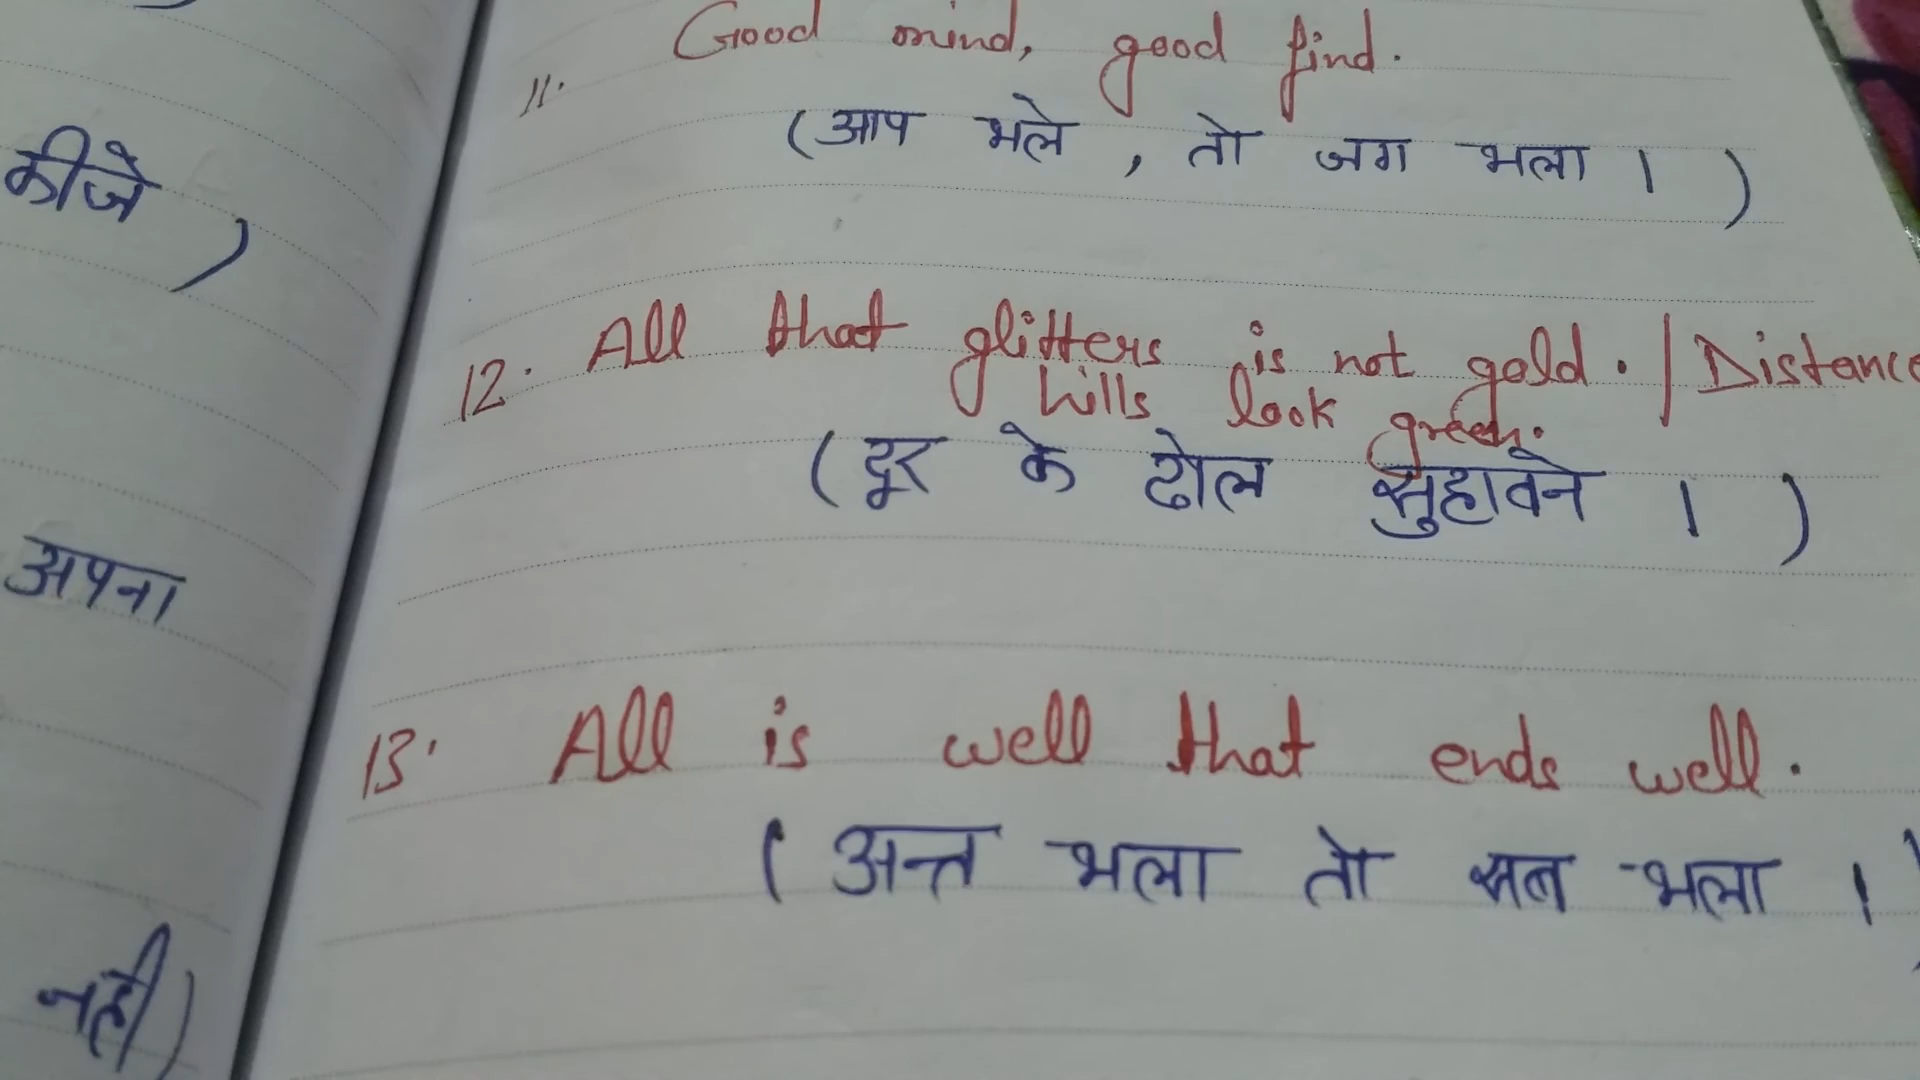 कीजे )
अपना
नही )
Good mind, good find.
11.
( आप भले , तो जग भला । )
12. All that glitters is not gold. / Distance
hills look green.
( दूर के ढोल सुहावने । )
13. All is well that ends well.
( अन्त भला तो सब भला । )